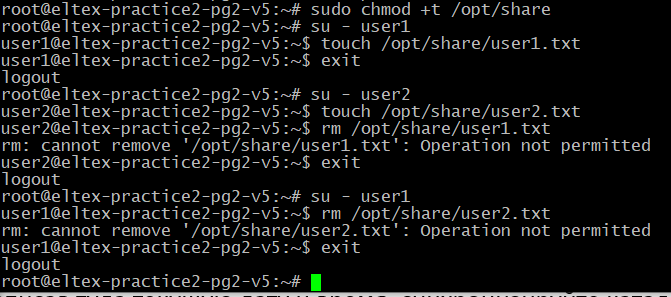 root@eltex-practice2-pg2-v5:~# sudo chmod +t /opt/share
root@eltex-practice2-pg2-v5:~# su - user1
user1@eltex-practice2-pg2-v5:~$ touch /opt/share/user1.txt
user1@eltex-practice2-pg2-v5:~$ exit
logout
root@eltex-practice2-pg2-v5:~# su - user2
user2@eltex-practice2-pg2-v5:~$ touch /opt/share/user2.txt
user2@eltex-practice2-pg2-v5:~$ rm /opt/share/user1.txt
rm: cannot remove '/opt/share/user1.txt': Operation not permitted
user2@eltex-practice2-pg2-v5:~$ exit
logout
root@eltex-practice2-pg2-v5:~# su - user1
user1@eltex-practice2-pg2-v5:~$ rm /opt/share/user2.txt
rm: cannot remove '/opt/share/user2.txt': Operation not permitted
user1@eltex-practice2-pg2-v5:~$ exit
logout
root@eltex-practice2-pg2-v5:~#